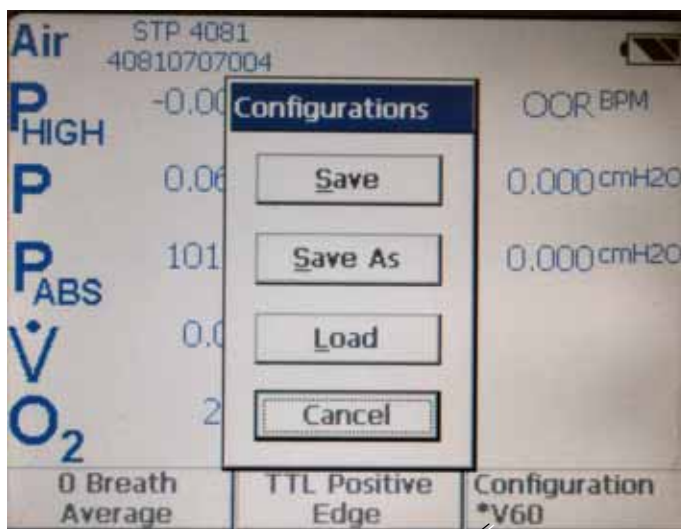 Air
STP 4081
40810707004
PHIGH
-0.00
OOR BPM
P
0.06
0.000 cmH2O
PABS
101
0.000 cmH2O
V̇
0.0
O2
2
Configurations
Save
Save As
Load
Cancel
0 Breath
Average
TTL Positive
Edge
Configuration
*V60